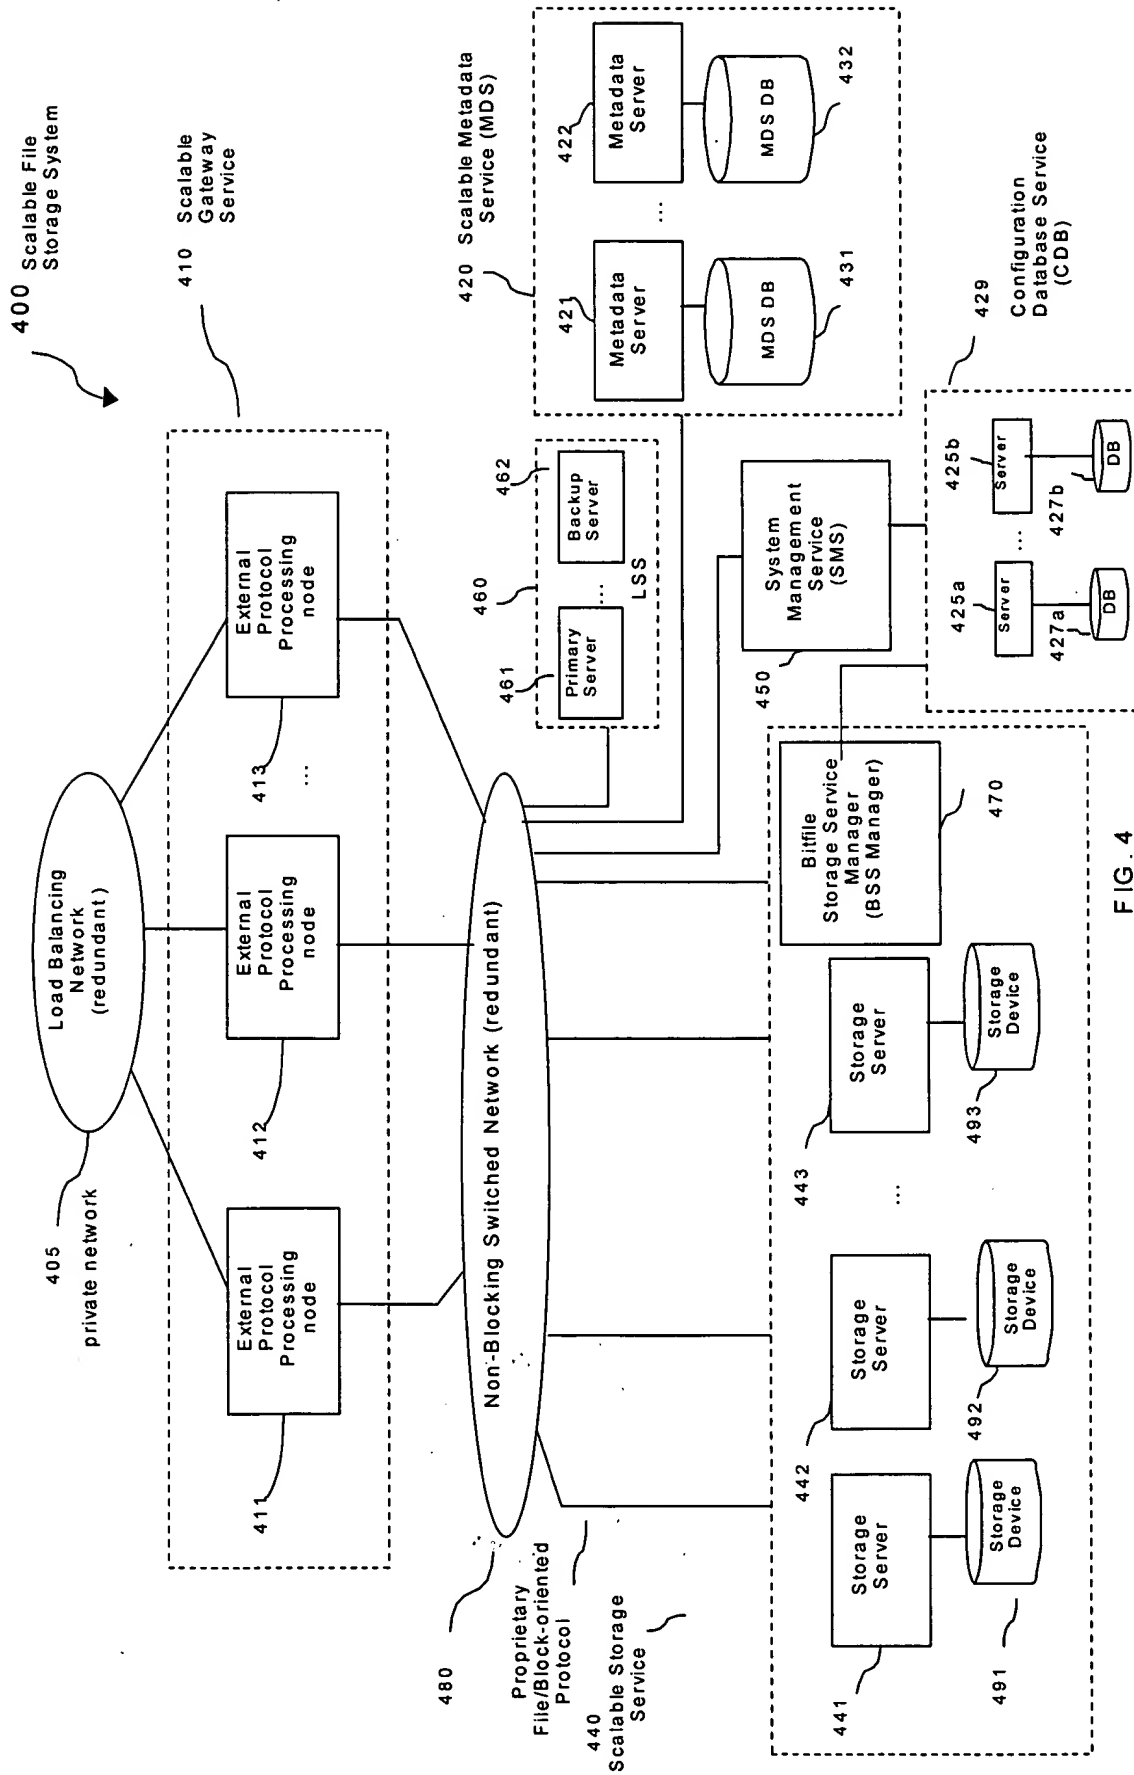 400
Scalable File
Storage System
410
Scalable
Gateway
Service
Load Balancing
Network
(redundant)
405
private network
External
Protocol
Processing
node
411
External
Protocol
Processing
node
412
External
Protocol
Processing
node
413
...
Non-Blocking Switched Network (redundant)
480
Proprietary
File/Block-oriented
Protocol
440
Scalable Storage
Service
460
Primary
Server
461
...
Backup
Server
462
LSS
420
Scalable Metadata
Service (MDS)
Metadata
Server
421
MDS DB
431
...
Metadata
Server
422
MDS DB
432
System
Management
Service
(SMS)
450
429
Configuration
Database Service
(CDB)
425a
Server
427a
DB
...
425b
Server
427b
DB
Storage
Server
441
Storage
Device
491
Storage
Server
442
Storage
Device
492
...
Storage
Server
443
Storage
Device
493
Bitfile
Storage Service
Manager
(BSS Manager)
470
FIG. 4